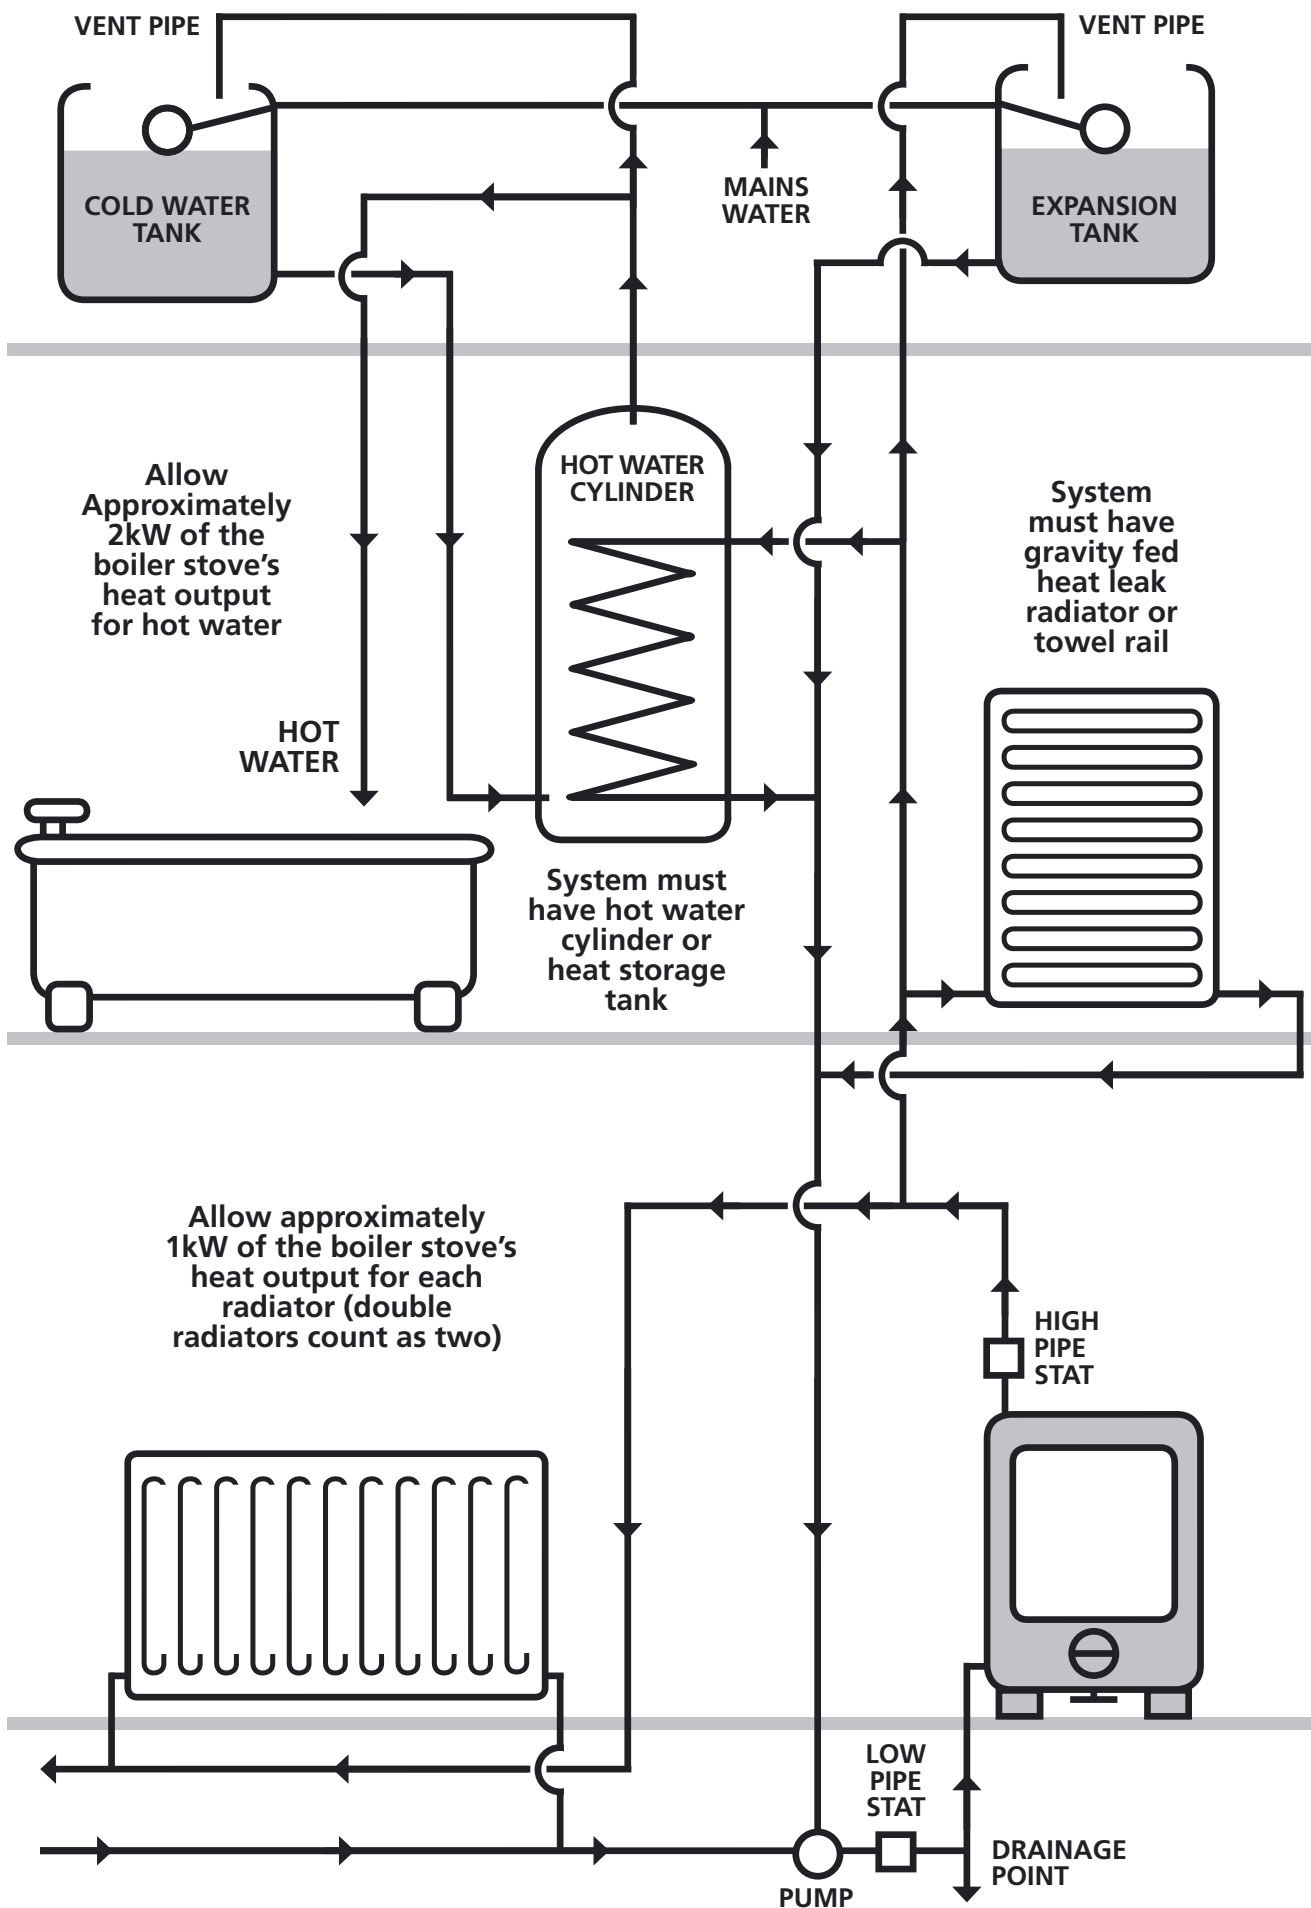 VENT PIPE
VENT PIPE
COLD WATER
TANK
MAINS
WATER
EXPANSION
TANK
Allow
Approximately
2kW of the
boiler stove’s
heat output
for hot water
HOT WATER
CYLINDER
System
must have
gravity fed
heat leak
radiator or
towel rail
HOT
WATER
System must
have hot water
cylinder or
heat storage
tank
Allow approximately
1kW of the boiler stove’s
heat output for each
radiator (double
radiators count as two)
HIGH
PIPE
STAT
LOW
PIPE
STAT
DRAINAGE
POINT
PUMP